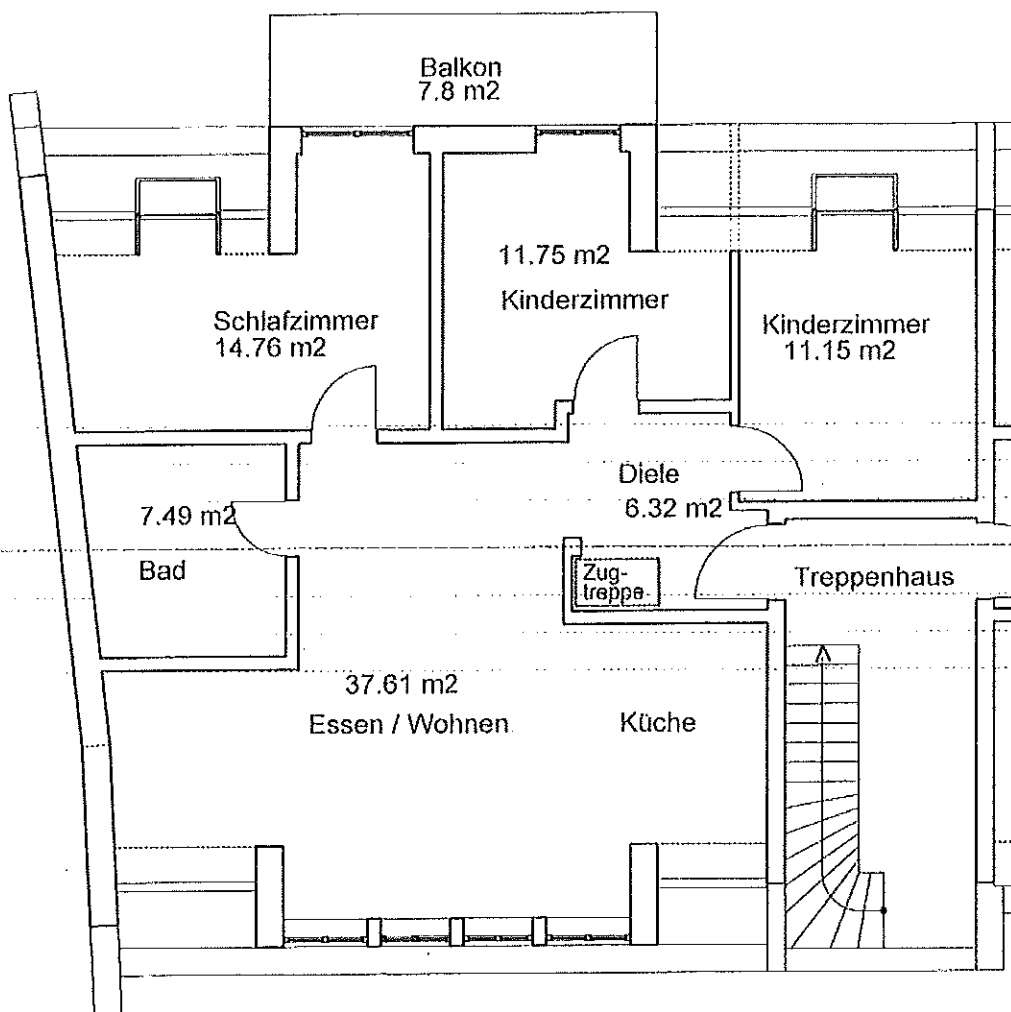 Balkon
7.8 m2
11.75 m2
Kinderzimmer
Schlafzimmer
14.76 m2
Kinderzimmer
11.15 m2
Diele
6.32 m2
7.49 m2
Bad
Zug-
treppe
Treppenhaus
37.61 m2
Essen / Wohnen
Küche